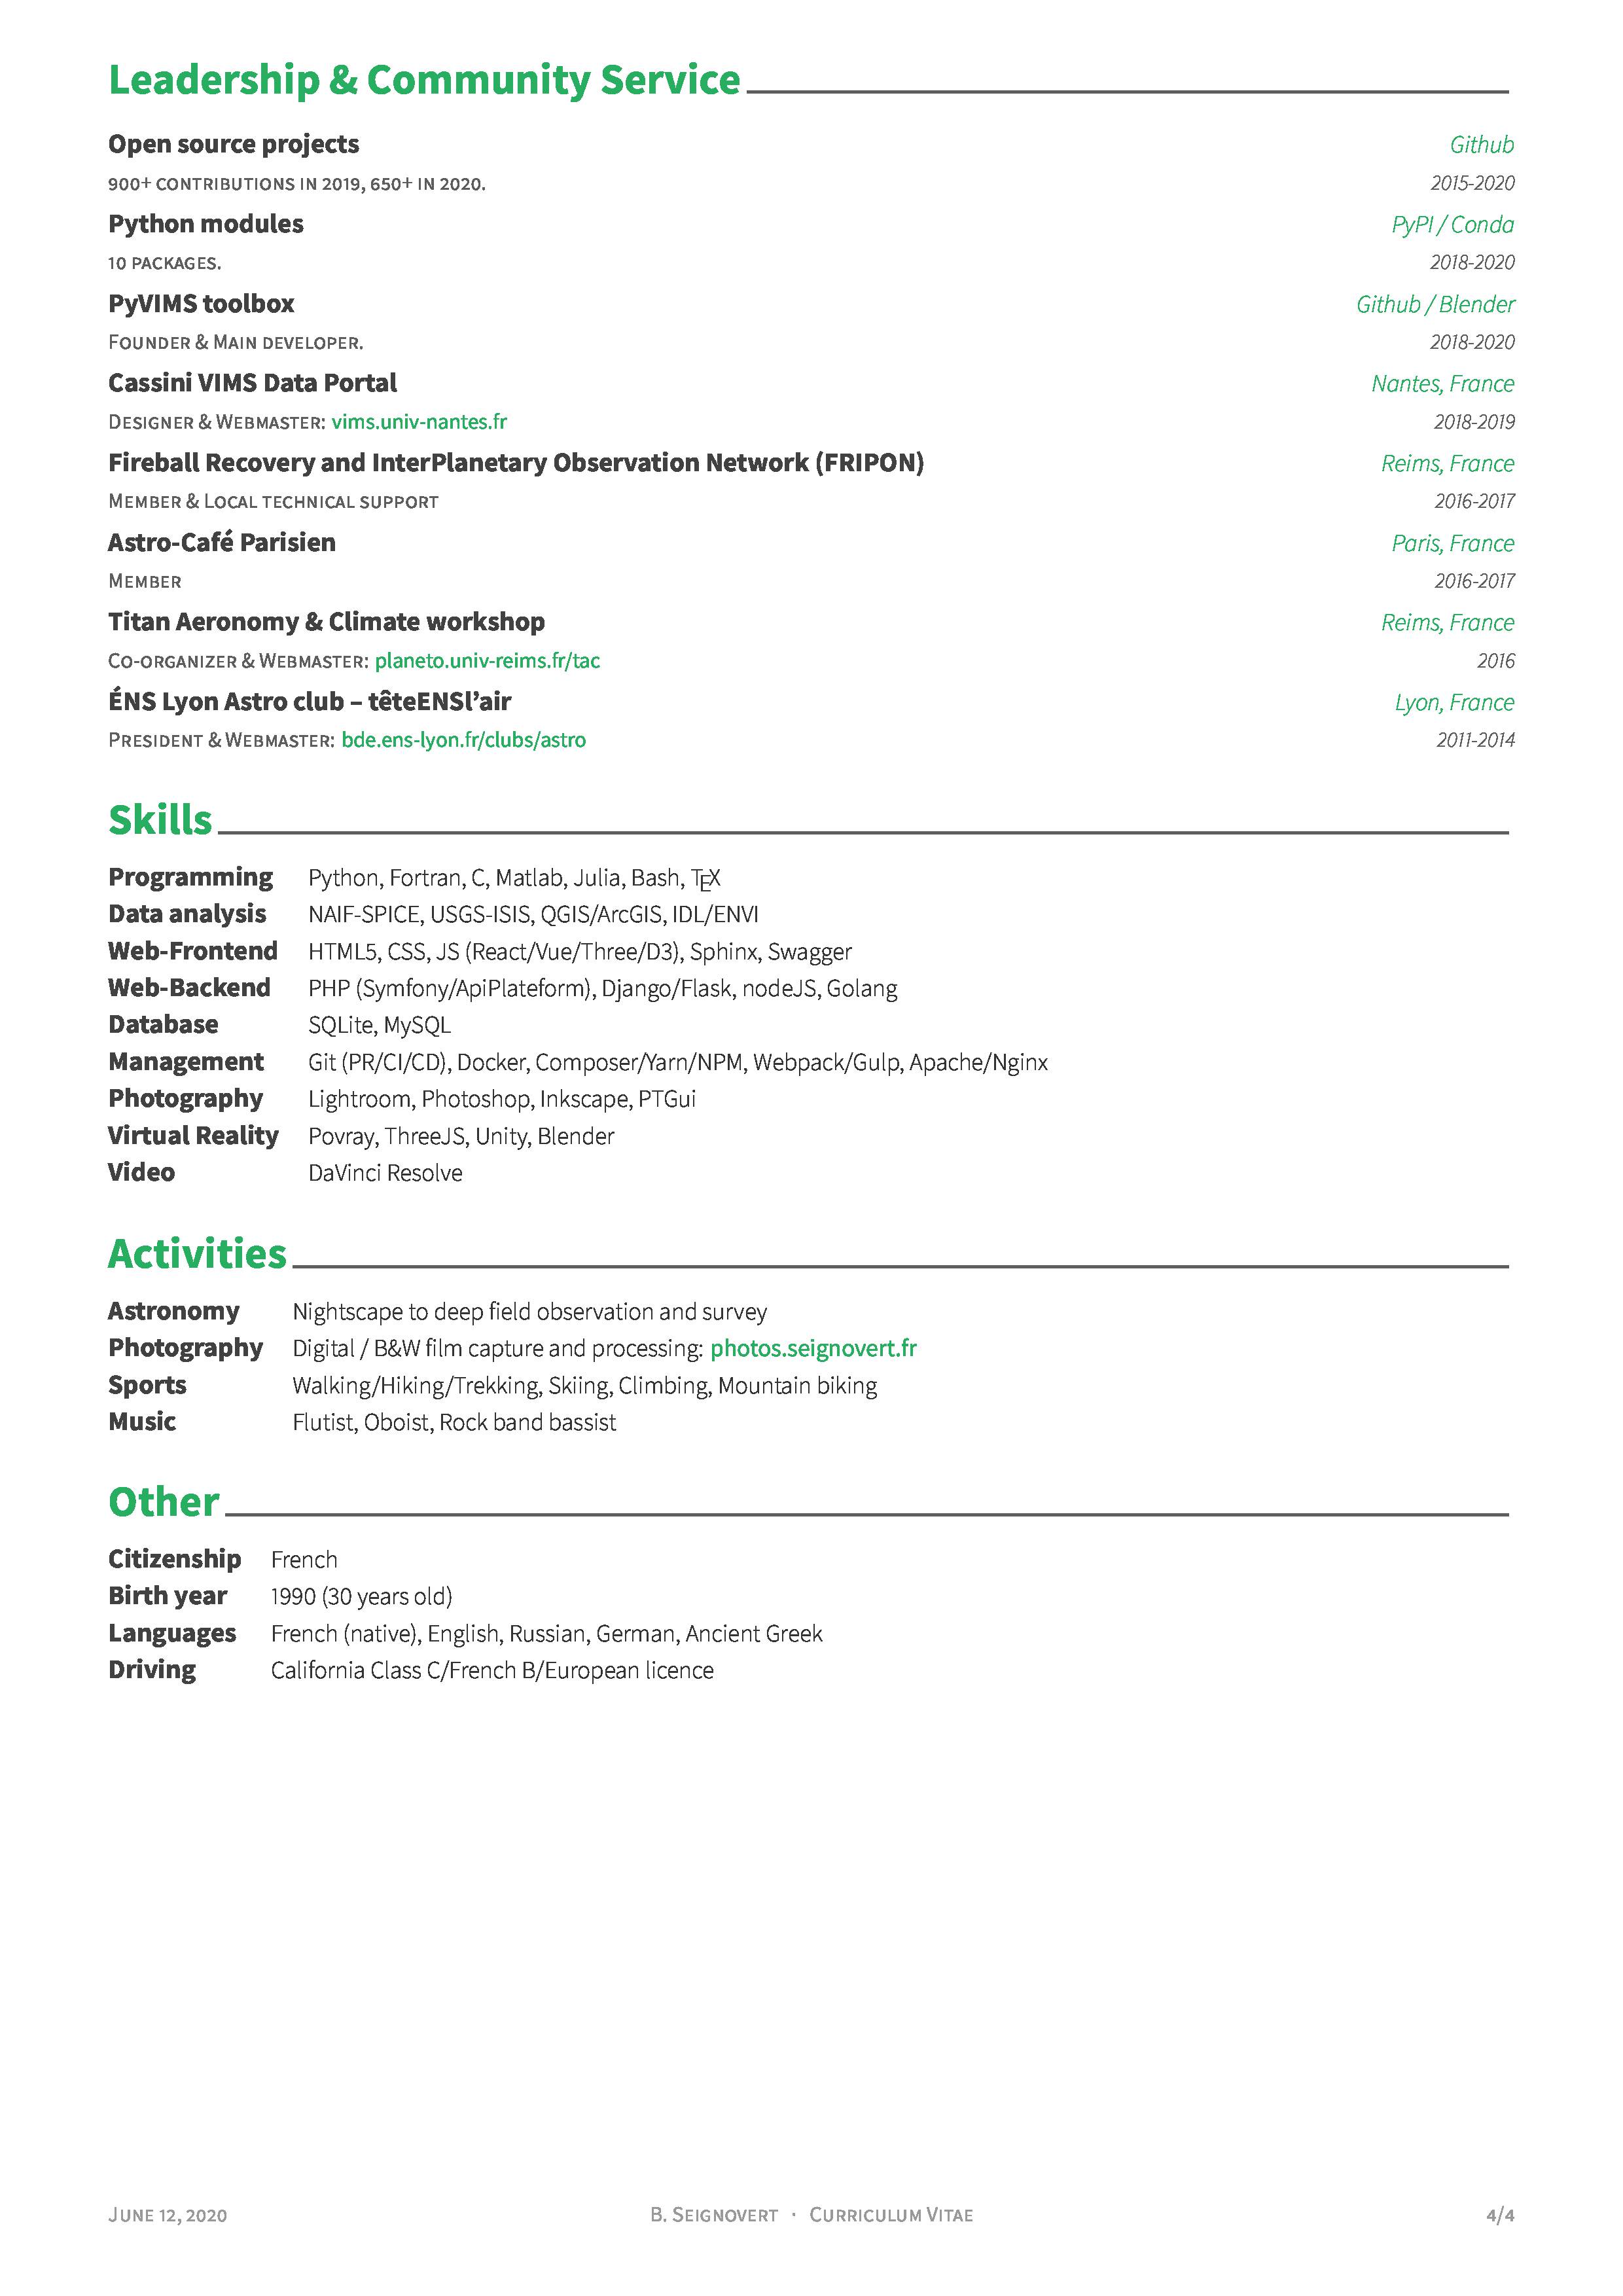 Leadership & Community Service
Open source projects Github
900+ contributions in 2019, 650+ in 2020. 2015-2020
Python modules PyPI / Conda
10 packages. 2018-2020
PyVIMS toolbox Github / Blender
Founder & Main developer. 2018-2020
Cassini VIMS Data Portal Nantes, France
Designer & Webmaster: vims.univ-nantes.fr 2018-2019
Fireball Recovery and InterPlanetary Observation Network (FRIPON) Reims, France
Member & Local technical support 2016-2017
Astro-Café Parisien Paris, France
Member 2016-2017
Titan Aeronomy & Climate workshop Reims, France
Co-organizer & Webmaster: planeto.univ-reims.fr/tac 2016
ÉNS Lyon Astro club – têteENSl’air Lyon, France
President & Webmaster: bde.ens-lyon.fr/clubs/astro 2011-2014
Skills
Programming Python, Fortran, C, Matlab, Julia, Bash, TEX
Data analysis NAIF-SPICE, USGS-ISIS, QGIS/ArcGIS, IDL/ENVI
Web-Frontend HTML5, CSS, JS (React/Vue/Three/D3), Sphinx, Swagger
Web-Backend PHP (Symfony/ApiPlateform), Django/Flask, nodeJS, Golang
Database SQLite, MySQL
Management Git (PR/CI/CD), Docker, Composer/Yarn/NPM, Webpack/Gulp, Apache/Nginx
Photography Lightroom, Photoshop, Inkscape, PTGui
Virtual Reality Povray, ThreeJS, Unity, Blender
Video DaVinci Resolve
Activities
Astronomy Nightscape to deep field observation and survey
Photography Digital / B&W film capture and processing: photos.seignovert.fr
Sports Walking/Hiking/Trekking, Skiing, Climbing, Mountain biking
Music Flutist, Oboist, Rock band bassist
Other
Citizenship French
Birth year 1990 (30 years old)
Languages French (native), English, Russian, German, Ancient Greek
Driving California Class C/French B/European licence
June 12, 2020 B. Seignovert · Curriculum Vitae 4/4